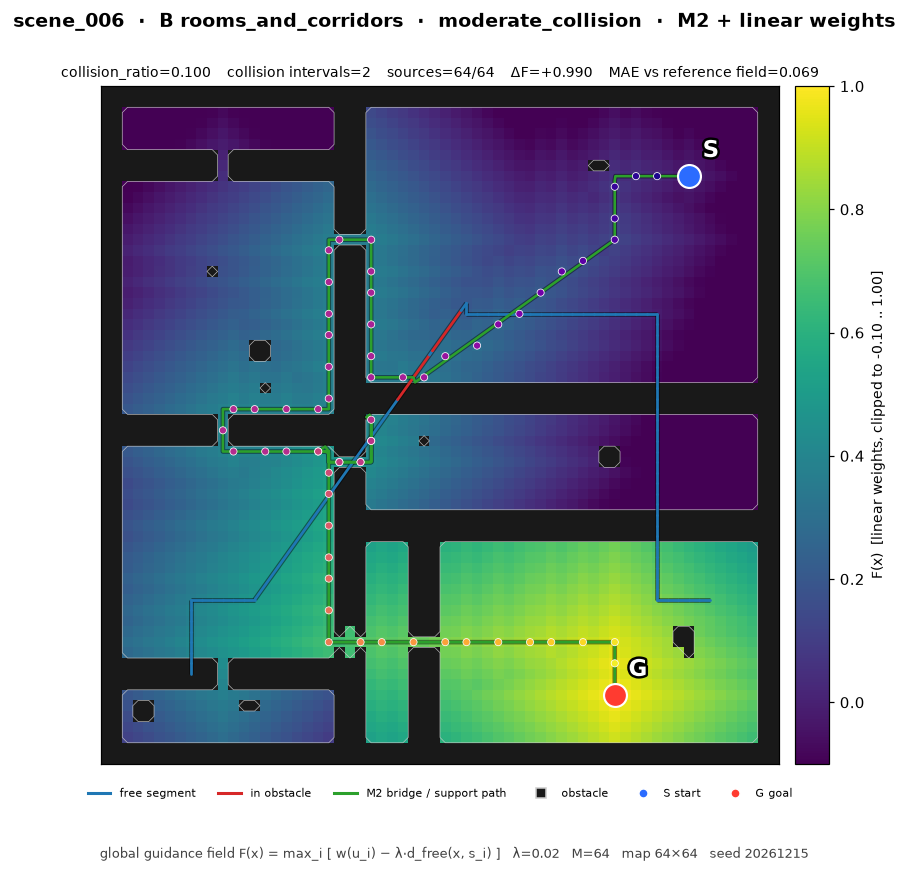 scene_006 · B rooms_and_corridors · moderate_collision · M2 + linear weights
collision_ratio=0.100 collision intervals=2 sources=64/64 ΔF=+0.990 MAE vs reference field=0.069
S
G
1.0
0.8
0.6
0.4
0.2
0.0
F(x) [linear weights, clipped to -0.10 .. 1.00]
free segment in obstacle M2 bridge / support path obstacle S start G goal
global guidance field F(x) = max_i [ w(u_i) − λ·d_free(x, s_i) ] λ=0.02 M=64 map 64×64 seed 20261215